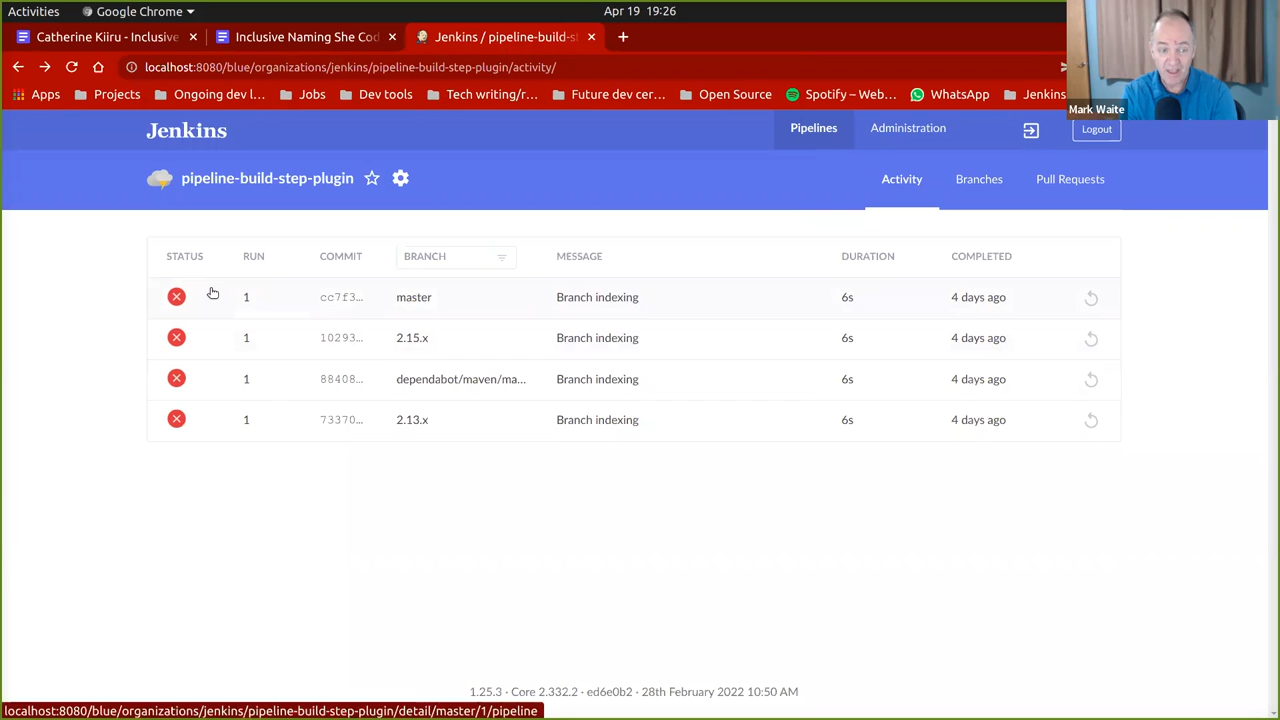 Activities Google Chrome Apr 19 19:26
Catherine Kiiru - Inclusive Inclusive Naming She Cod Jenkins / pipeline-build-s
localhost:8080/blue/organizations/jenkins/pipeline-build-step-plugin/activity/
Apps Projects Ongoing dev l... Jobs Dev tools Tech writing/r... Future dev cer... Open Source Spotify – Web... WhatsApp Jenkins
Mark Waite
Jenkins Pipelines Administration Logout
pipeline-build-step-plugin Activity Branches Pull Requests
STATUS RUN COMMIT BRANCH MESSAGE DURATION COMPLETED
1 cc7f3... master Branch indexing 6s 4 days ago
1 10293... 2.15.x Branch indexing 6s 4 days ago
1 88408... dependabot/maven/ma... Branch indexing 6s 4 days ago
1 73370... 2.13.x Branch indexing 6s 4 days ago
1.25.3 · Core 2.332.2 · ed6e0b2 · 28th February 2022 10:50 AM
localhost:8080/blue/organizations/jenkins/pipeline-build-step-plugin/detail/master/1/pipeline